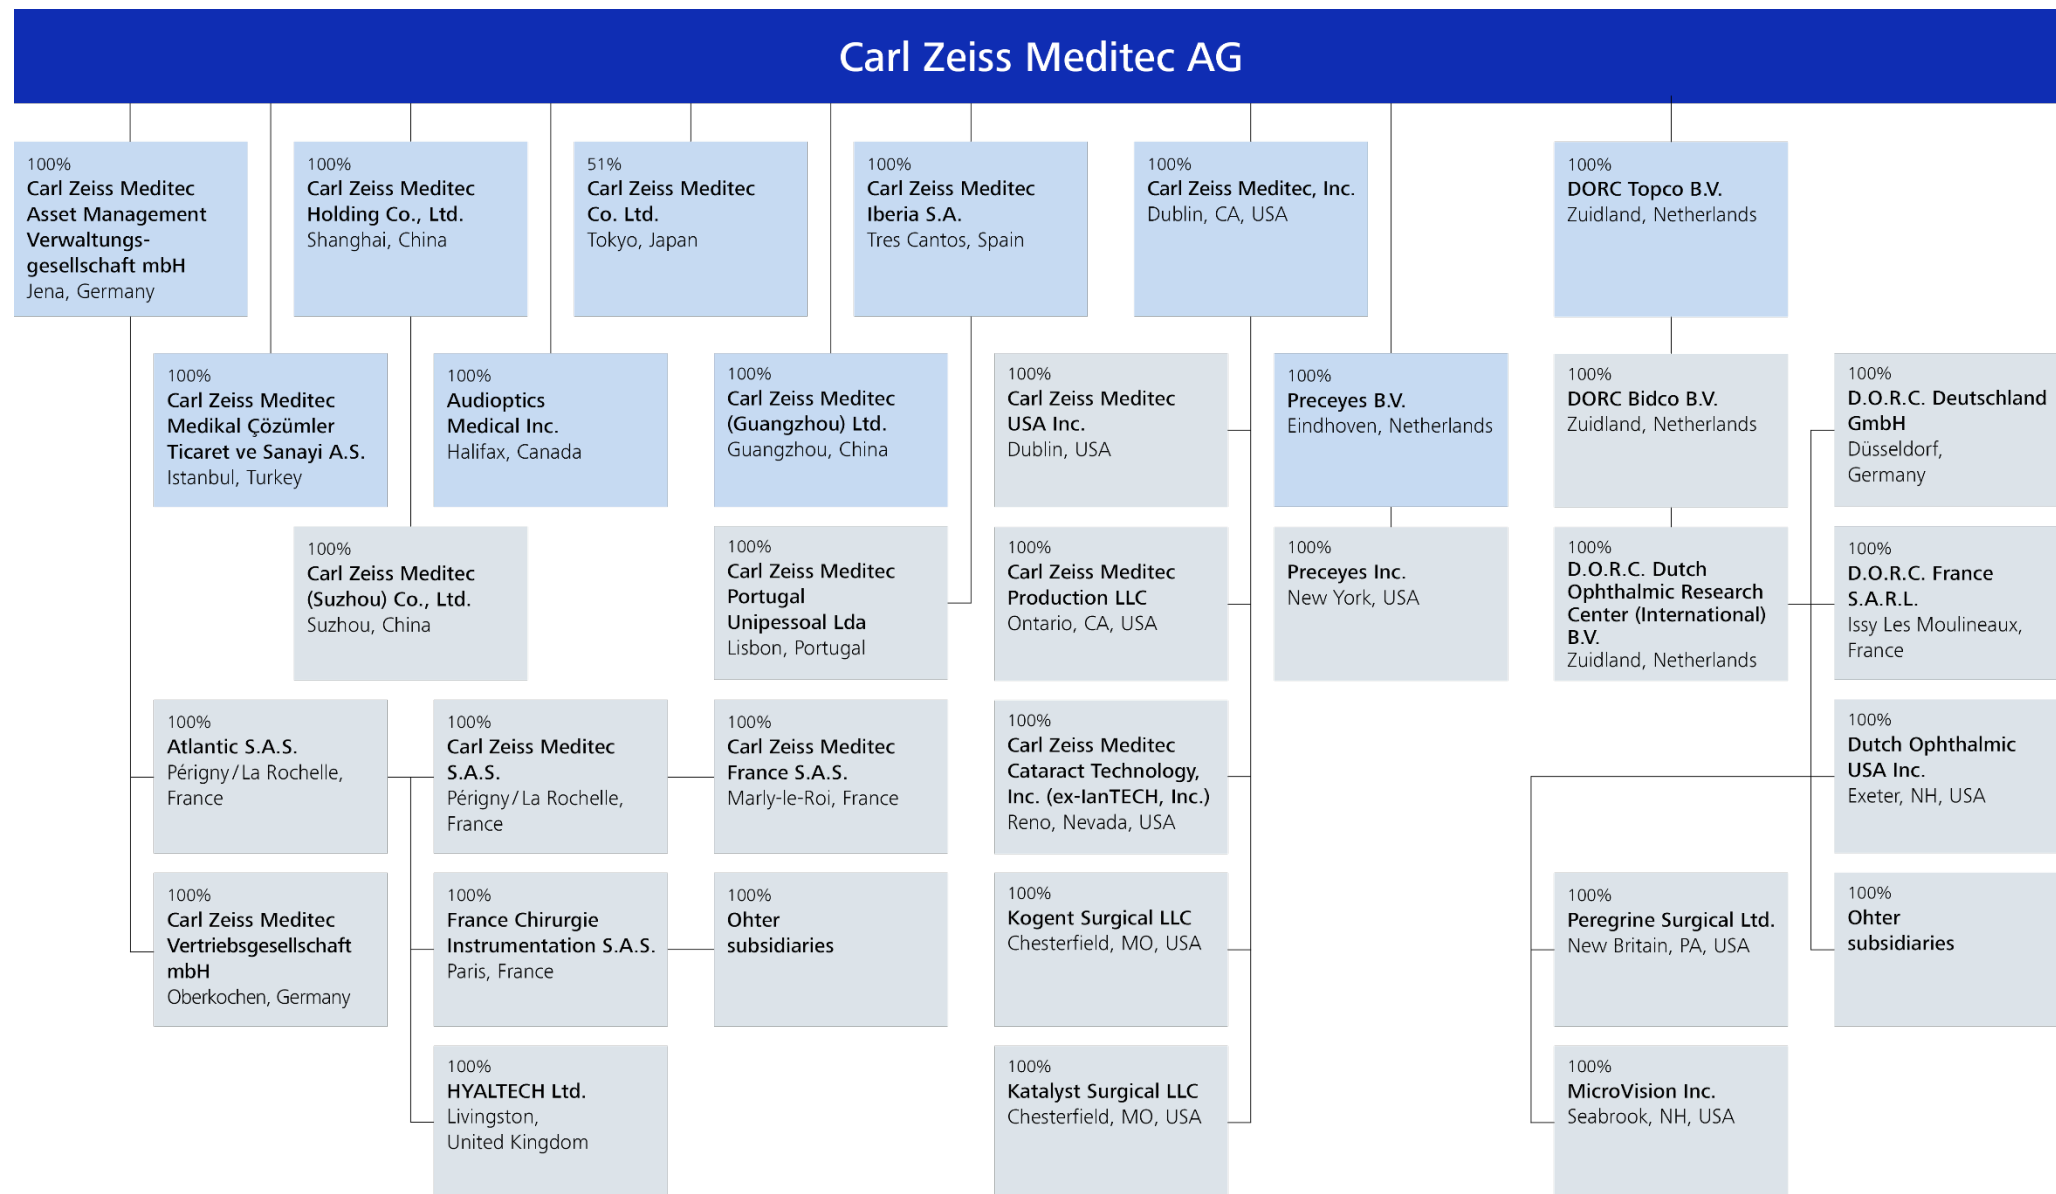 Carl Zeiss Meditec AG
100%
Carl Zeiss Meditec
Asset Management
Verwaltungs-
gesellschaft mbH
Jena, Germany
100%
Carl Zeiss Meditec
Holding Co., Ltd.
Shanghai, China
51%
Carl Zeiss Meditec
Co. Ltd.
Tokyo, Japan
100%
Carl Zeiss Meditec
Iberia S.A.
Tres Cantos, Spain
100%
Carl Zeiss Meditec, Inc.
Dublin, CA, USA
100%
DORC Topco B.V.
Zuidland, Netherlands
100%
Carl Zeiss Meditec
Medikal Çözümler
Ticaret ve Sanayi A.S.
Istanbul, Turkey
100%
Audioptics
Medical Inc.
Halifax, Canada
100%
Carl Zeiss Meditec
(Guangzhou) Ltd.
Guangzhou, China
100%
Carl Zeiss Meditec
USA Inc.
Dublin, USA
100%
Preceyes B.V.
Eindhoven, Netherlands
100%
DORC Bidco B.V.
Zuidland, Netherlands
100%
D.O.R.C. Deutschland
GmbH
Düsseldorf,
Germany
100%
Carl Zeiss Meditec
(Suzhou) Co., Ltd.
Suzhou, China
100%
Carl Zeiss Meditec
Portugal
Unipessoal Lda
Lisbon, Portugal
100%
Carl Zeiss Meditec
Production LLC
Ontario, CA, USA
100%
Preceyes Inc.
New York, USA
100%
D.O.R.C. Dutch
Ophthalmic Research
Center (International)
B.V.
Zuidland, Netherlands
100%
D.O.R.C. France
S.A.R.L.
Issy Les Moulineaux,
France
100%
Atlantic S.A.S.
Périgny/La Rochelle,
France
100%
Carl Zeiss Meditec
S.A.S.
Périgny/La Rochelle,
France
100%
Carl Zeiss Meditec
France S.A.S.
Marly-le-Roi, France
100%
Carl Zeiss Meditec
Cataract Technology,
Inc. (ex-IanTECH, Inc.)
Reno, Nevada, USA
100%
Dutch Ophthalmic
USA Inc.
Exeter, NH, USA
100%
Carl Zeiss Meditec
Vertriebsgesellschaft
mbH
Oberkochen, Germany
100%
France Chirurgie
Instrumentation S.A.S.
Paris, France
100%
Ohter
subsidiaries
100%
Kogent Surgical LLC
Chesterfield, MO, USA
100%
Peregrine Surgical Ltd.
New Britain, PA, USA
100%
Ohter
subsidiaries
100%
HYALTECH Ltd.
Livingston,
United Kingdom
100%
Katalyst Surgical LLC
Chesterfield, MO, USA
100%
MicroVision Inc.
Seabrook, NH, USA